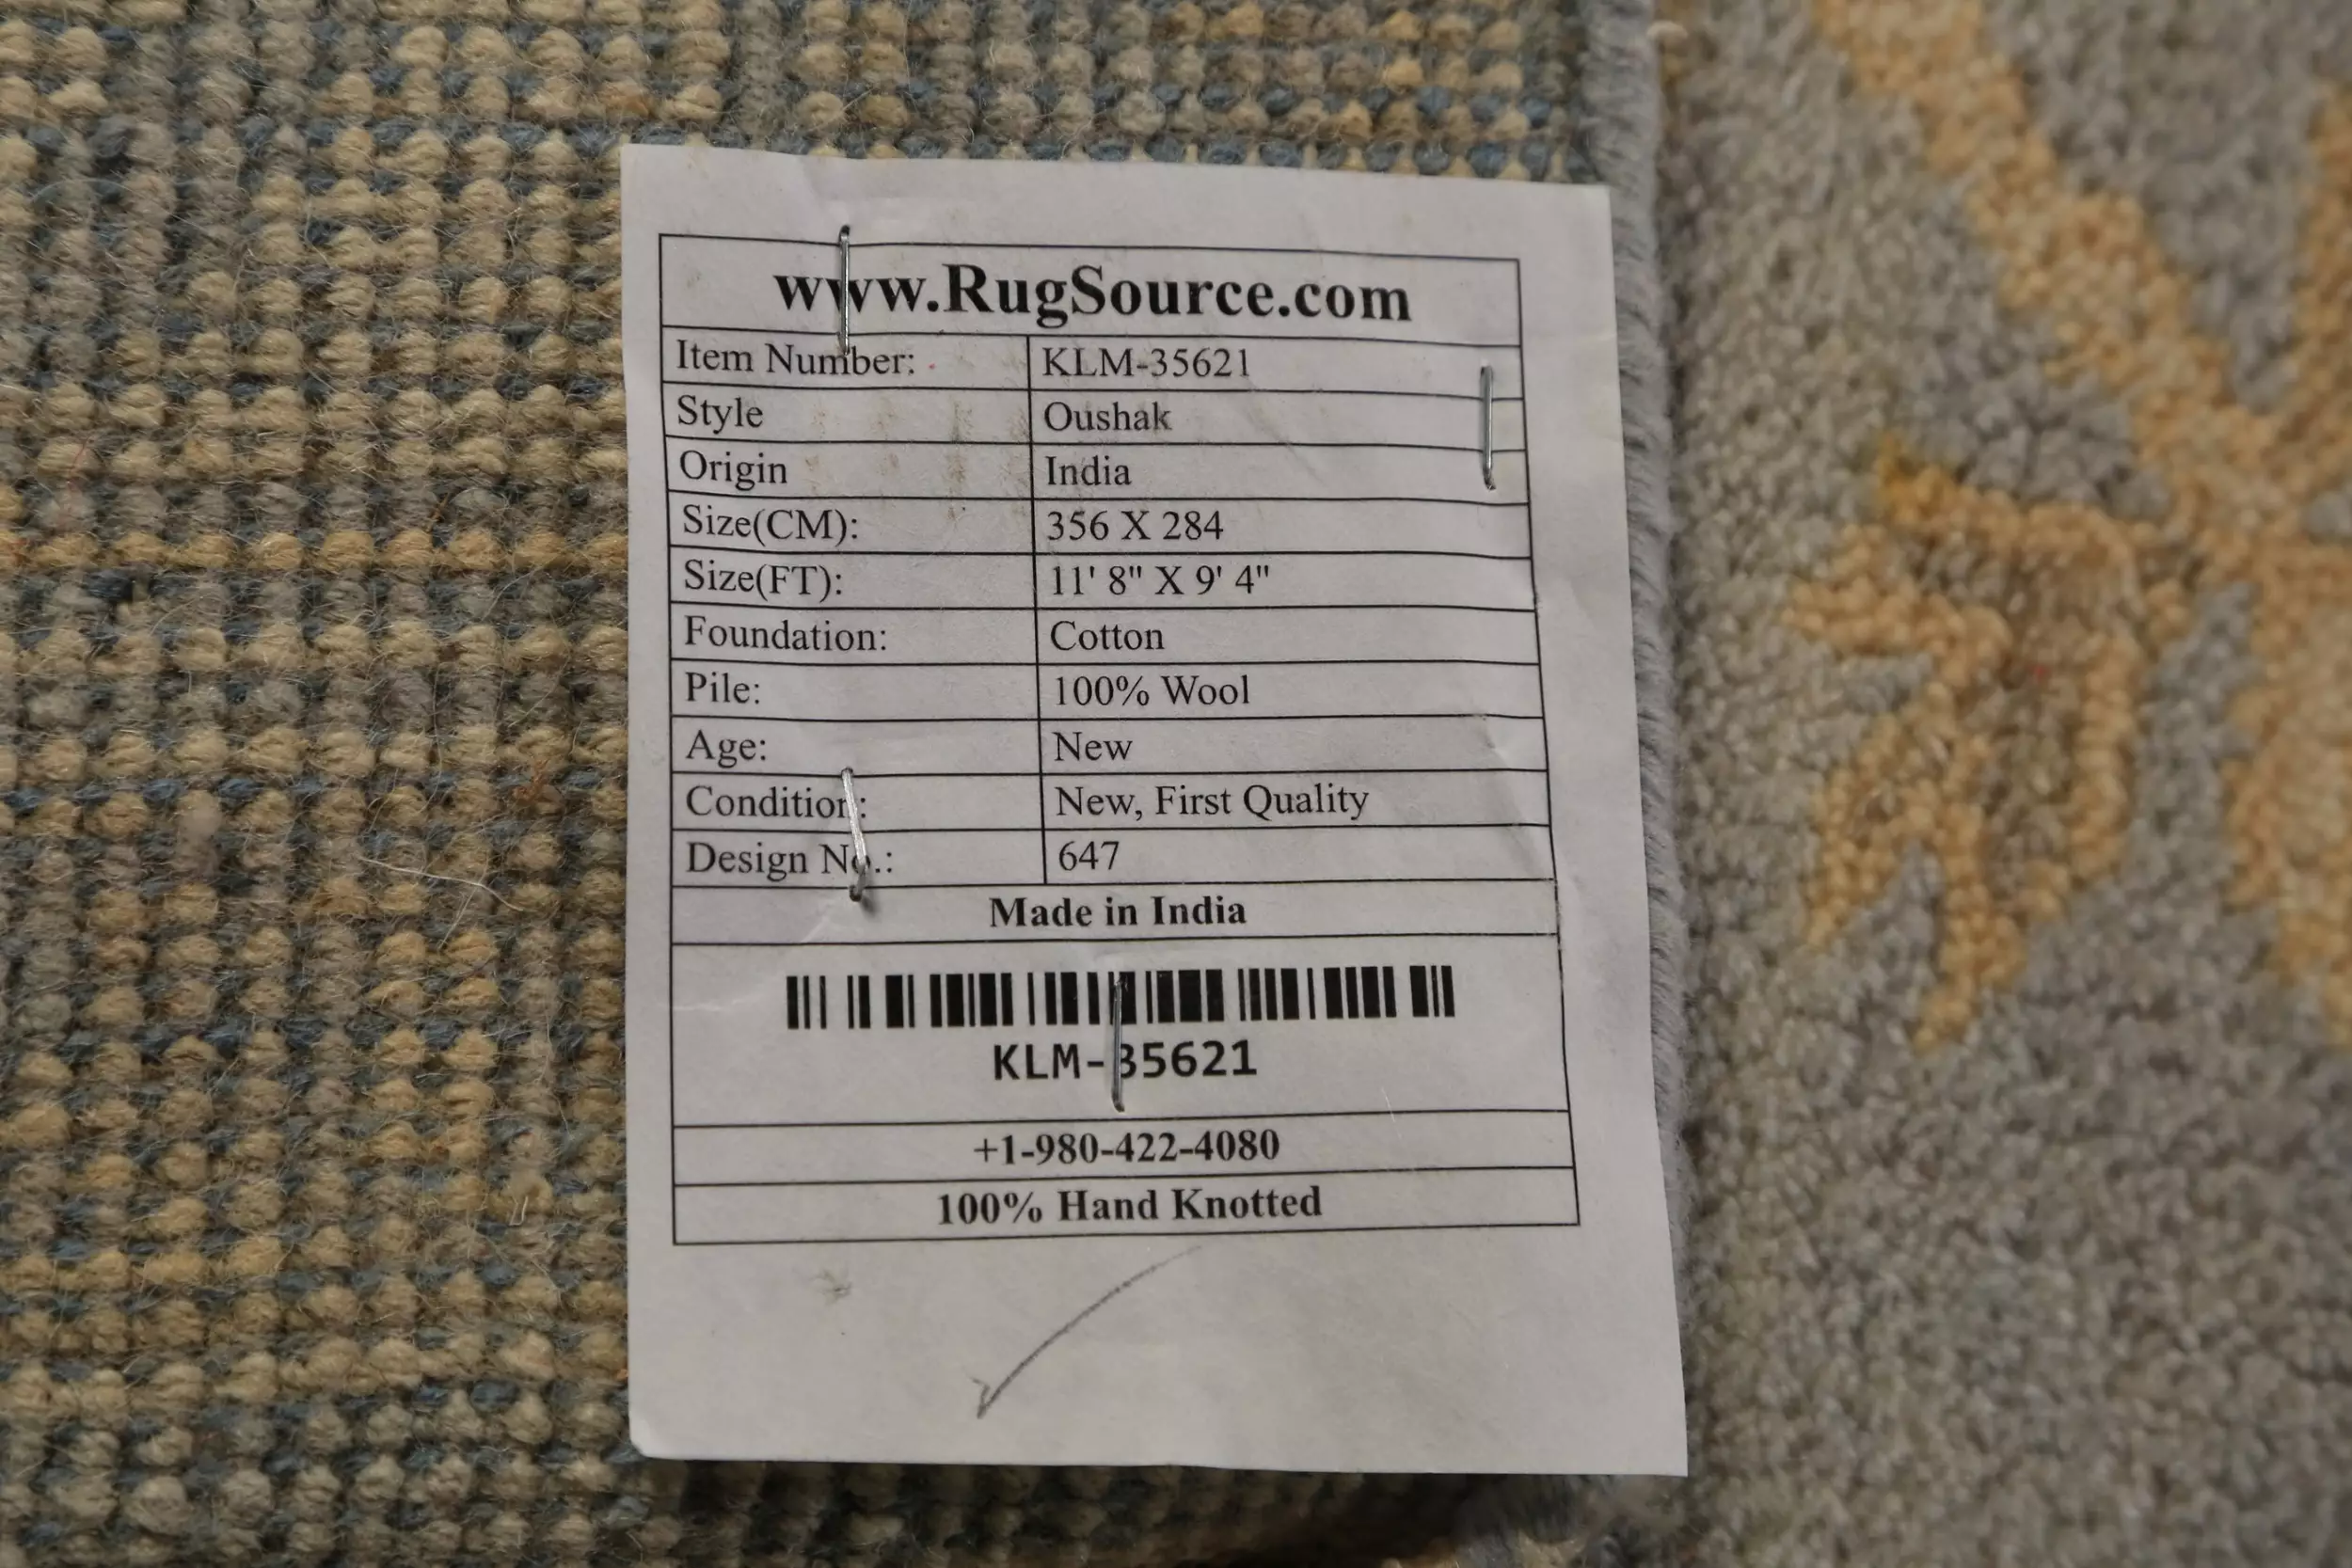 www.RugSource.com
Item Number: KLM-35621
Style Oushak
Origin India
Size(CM): 356 X 284
Size(FT): 11' 8" X 9' 4"
Foundation: Cotton
Pile: 100% Wool
Age: New
Condition: New, First Quality
Design No.: 647
Made in India
KLM-35621
+1-980-422-4080
100% Hand Knotted